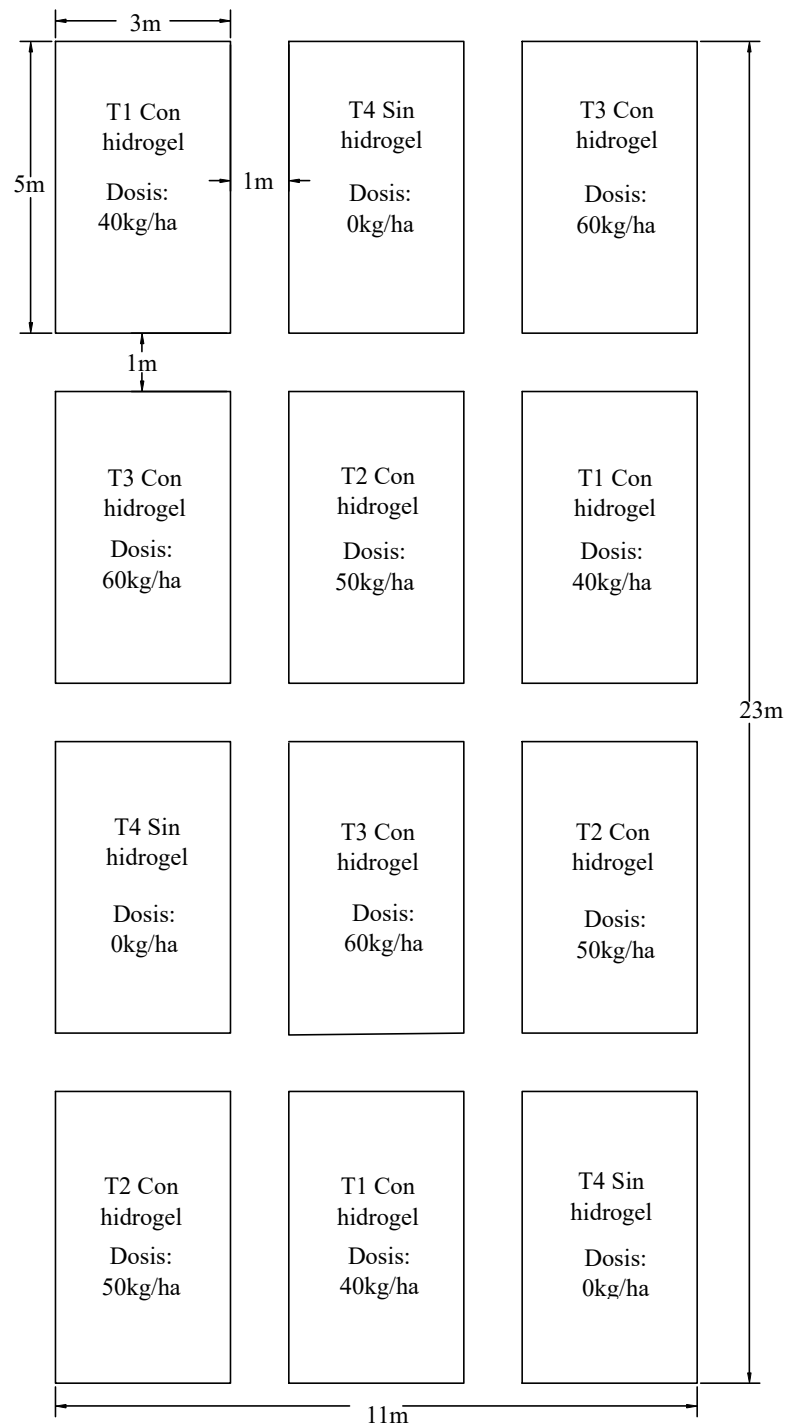 3m
T1 Con
hidrogel
Dosis:
40kg/ha
T4 Sin
hidrogel
Dosis:
0kg/ha
T3 Con
hidrogel
Dosis:
60kg/ha
5m
1m
1m
T3 Con
hidrogel
Dosis:
60kg/ha
T2 Con
hidrogel
Dosis:
50kg/ha
T1 Con
hidrogel
Dosis:
40kg/ha
23m
T4 Sin
hidrogel
Dosis:
0kg/ha
T3 Con
hidrogel
Dosis:
60kg/ha
T2 Con
hidrogel
Dosis:
50kg/ha
T2 Con
hidrogel
Dosis:
50kg/ha
T1 Con
hidrogel
Dosis:
40kg/ha
T4 Sin
hidrogel
Dosis:
0kg/ha
11m